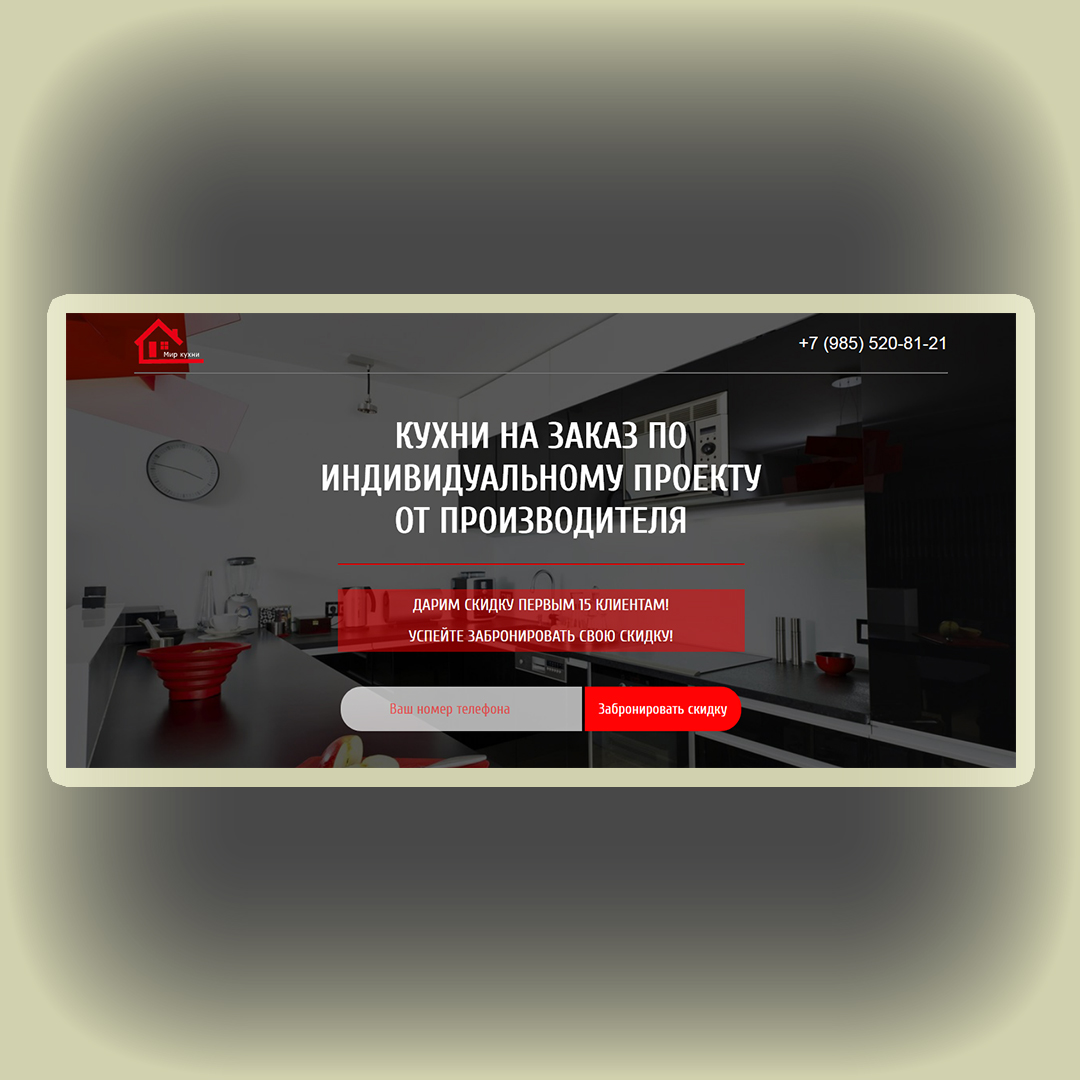 Мир кухни
+7 (985) 520-81-21
КУХНИ НА ЗАКАЗ ПО
ИНДИВИДУАЛЬНОМУ ПРОЕКТУ
ОТ ПРОИЗВОДИТЕЛЯ
ДАРИМ СКИДКУ ПЕРВЫМ 15 КЛИЕНТАМ!
УСПЕЙТЕ ЗАБРОНИРОВАТЬ СВОЮ СКИДКУ!
Ваш номер телефона
Забронировать скидку